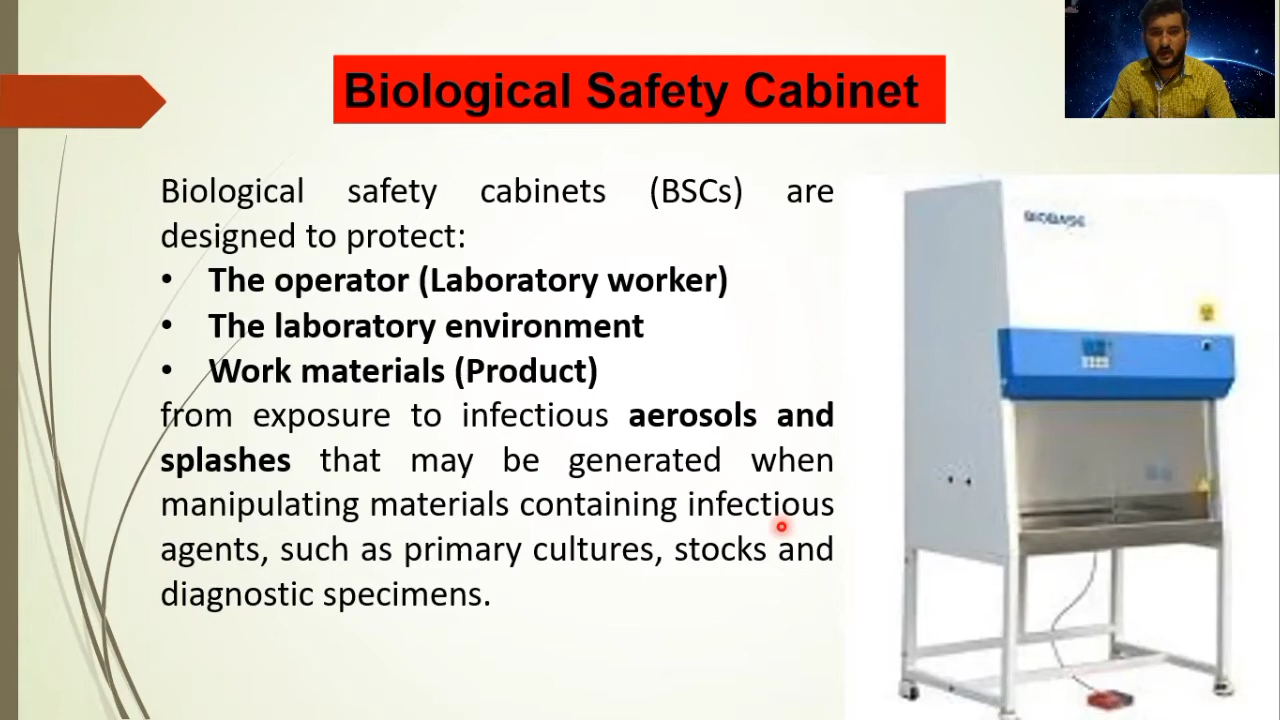 Biological Safety Cabinet
Biological safety cabinets (BSCs) are
designed to protect:
• The operator (Laboratory worker)
• The laboratory environment
• Work materials (Product)
from exposure to infectious aerosols and
splashes that may be generated when
manipulating materials containing infectious
agents, such as primary cultures, stocks and
diagnostic specimens.
BIOBASE